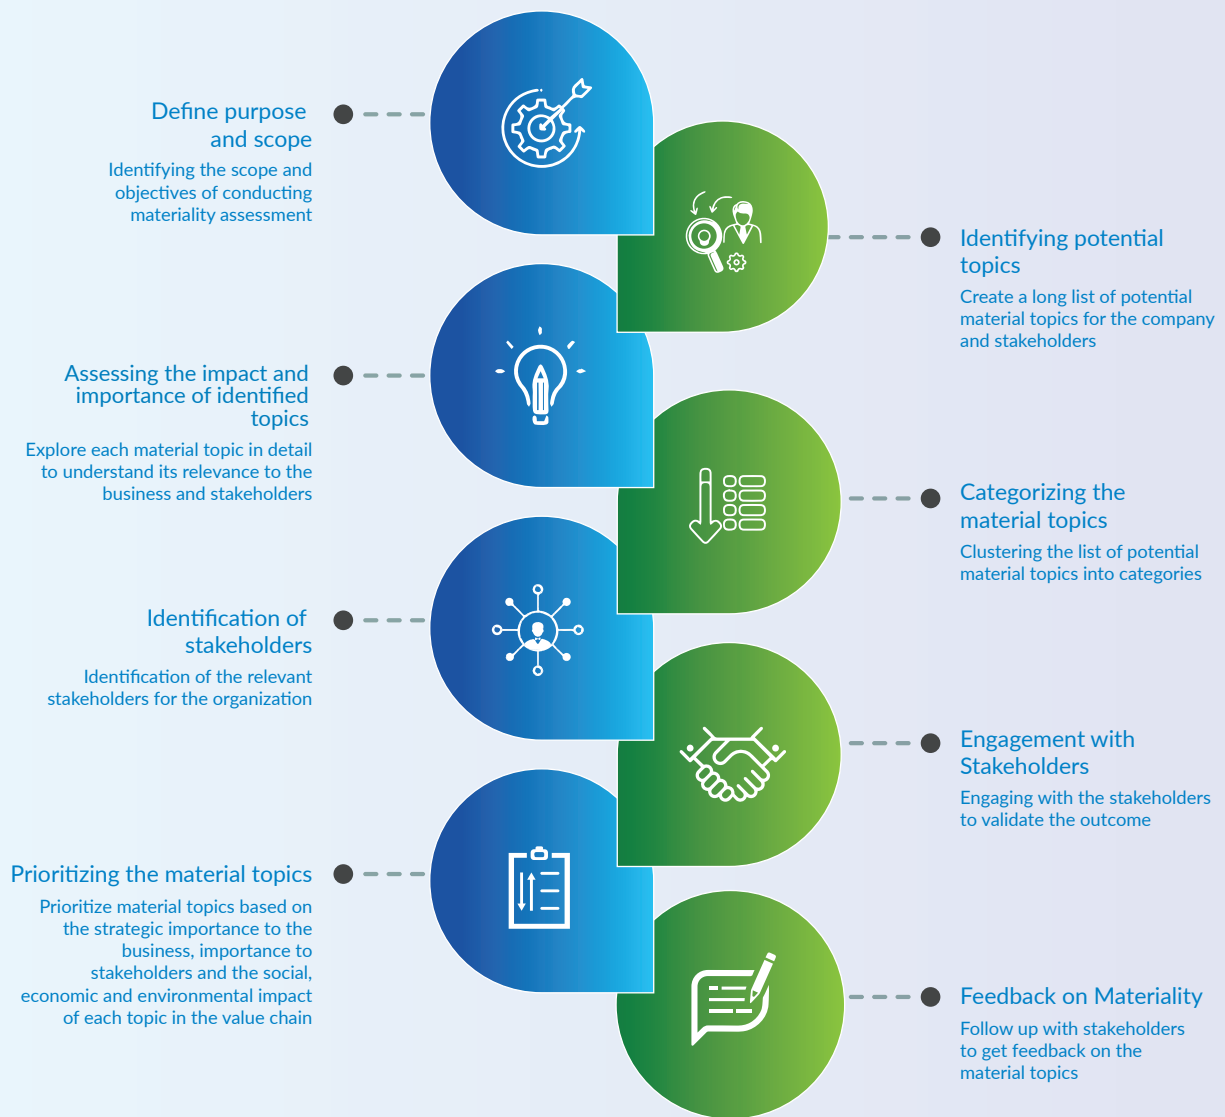 Define purpose
and scope
Identifying the scope and
objectives of conducting
materiality assessment
Identifying potential
topics
Create a long list of potential
material topics for the company
and stakeholders
Assessing the impact and
importance of identified
topics
Explore each material topic in detail
to understand its relevance to the
business and stakeholders
Categorizing the
material topics
Clustering the list of potential
material topics into categories
Identification of
stakeholders
Identification of the relevant
stakeholders for the organization
Engagement with
Stakeholders
Engaging with the stakeholders
to validate the outcome
Prioritizing the material topics
Prioritize material topics based on
the strategic importance to the
business, importance to
stakeholders and the social,
economic and environmental impact
of each topic in the value chain
Feedback on Materiality
Follow up with stakeholders
to get feedback on the
material topics